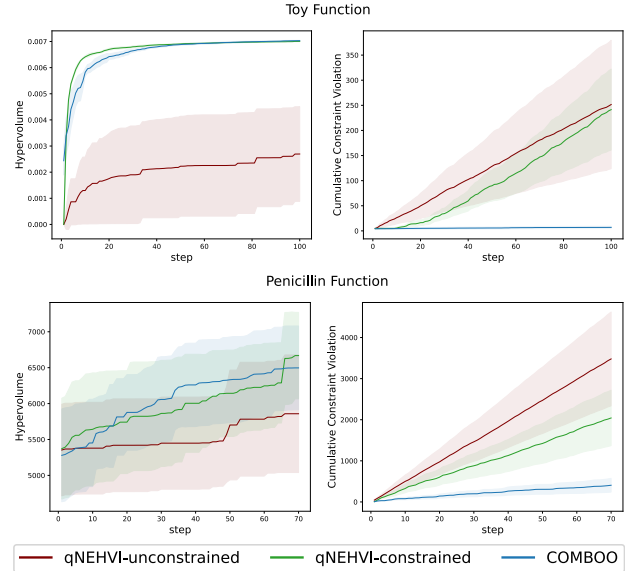 Toy Function
Hypervolume
0.007
0.006
0.005
0.004
0.003
0.002
0.001
0.000
0 20 40 60 80 100
step
Cumulative Constraint Violation
350
300
250
200
150
100
50
0
0 20 40 60 80 100
step
Penicillin Function
Hypervolume
7000
6500
6000
5500
5000
0 10 20 30 40 50 60 70
step
Cumulative Constraint Violation
4000
3000
2000
1000
0
0 10 20 30 40 50 60 70
step
qNEHVI-unconstrained qNEHVI-constrained COMBOO